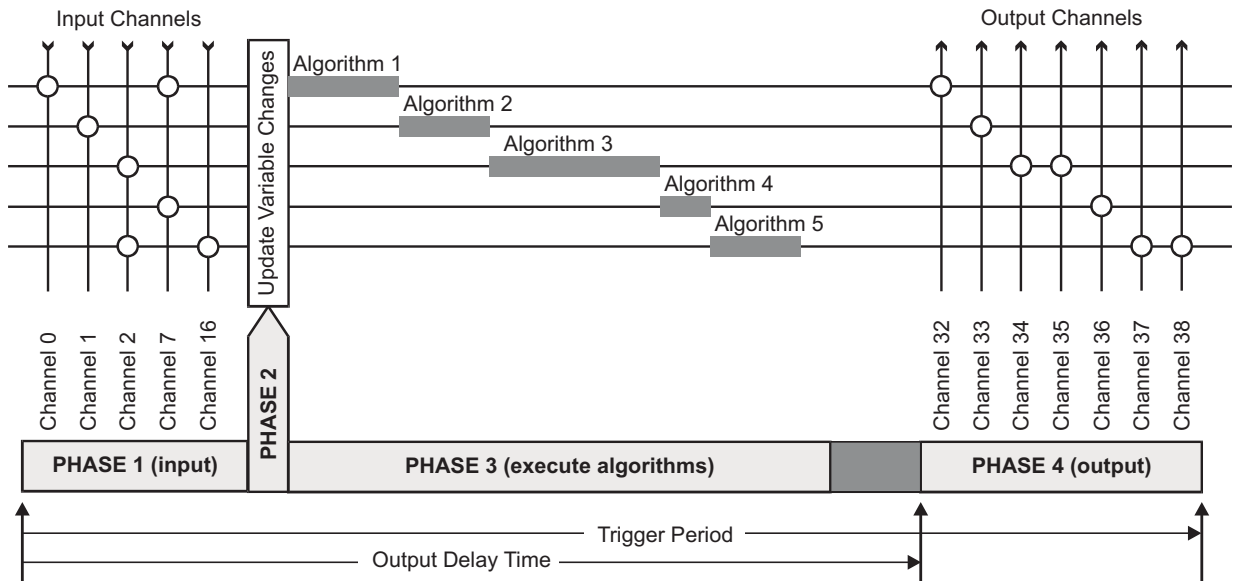 Input Channels
Output Channels
Update Variable Changes
Algorithm 1
Algorithm 2
Algorithm 3
Algorithm 4
Algorithm 5
Channel 0
Channel 1
Channel 2
Channel 7
Channel 16
Channel 32
Channel 33
Channel 34
Channel 35
Channel 36
Channel 37
Channel 38
PHASE 1 (input)
PHASE 2
PHASE 3 (execute algorithms)
PHASE 4 (output)
Trigger Period
Output Delay Time